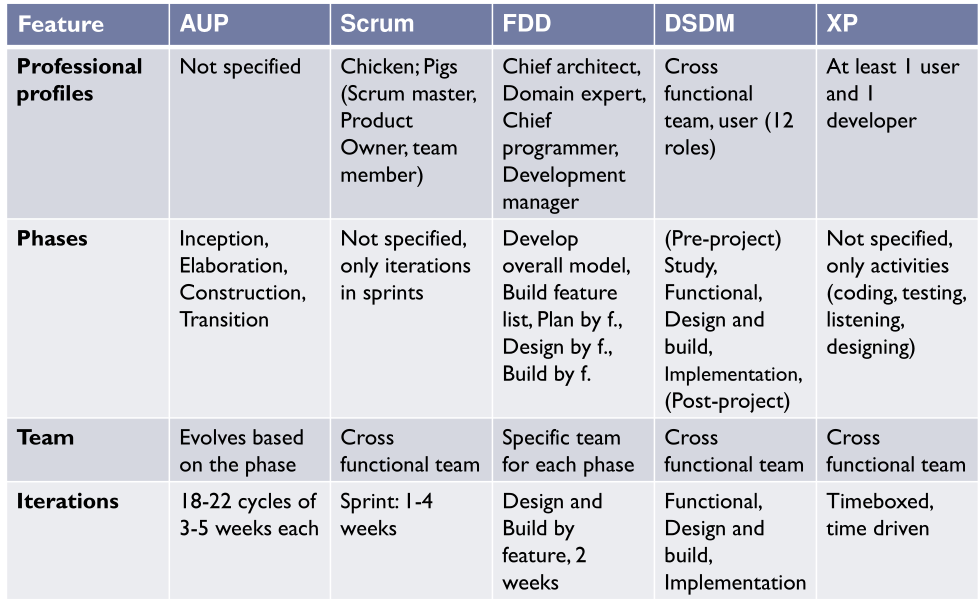 Feature AUP Scrum FDD DSDM XP
Professional
profiles
Not specified
Chicken; Pigs
(Scrum master,
Product
Owner, team
member)
Chief architect,
Domain expert,
Chief
programmer,
Development
manager
Cross
functional
team, user (12
roles)
At least 1 user
and 1
developer
Phases
Inception,
Elaboration,
Construction,
Transition
Not specified,
only iterations
in sprints
Develop
overall model,
Build feature
list, Plan by f.,
Design by f.,
Build by f.
(Pre-project)
Study,
Functional,
Design and
build,
Implementation,
(Post-project)
Not specified,
only activities
(coding, testing,
listening,
designing)
Team
Evolves based
on the phase
Cross
functional team
Specific team
for each phase
Cross
functional team
Cross
functional team
Iterations
18-22 cycles of
3-5 weeks each
Sprint: 1-4
weeks
Design and
Build by
feature, 2
weeks
Functional,
Design and
build,
Implementation
Timeboxed,
time driven